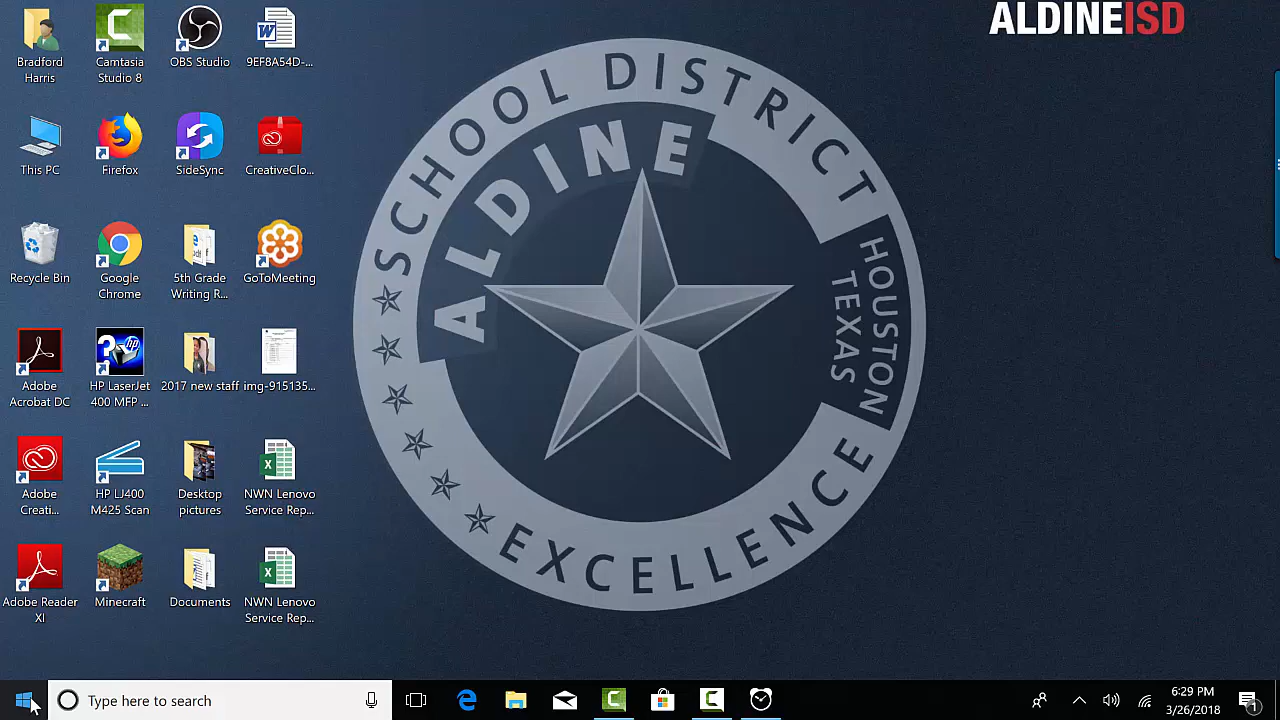 ALDINEISD
SCHOOL DISTRICT
ALDINE
HOUSTON
TEXAS
EXCELLENCE
Bradford
Harris
Camtasia
Studio 8
OBS Studio
9EF8A54D-...
This PC
Firefox
SideSync
CreativeClo...
Recycle Bin
Google
Chrome
5th Grade
Writing R...
GoToMeeting
Adobe
Acrobat DC
HP LaserJet
400 MFP ...
2017 new staff
img-915135...
Adobe
Creati...
HP LJ400
M425 Scan
Desktop
pictures
NWN Lenovo
Service Rep...
Adobe Reader
XI
Minecraft
Documents
NWN Lenovo
Service Rep...
Type here to search
6:29 PM
3/26/2018
1